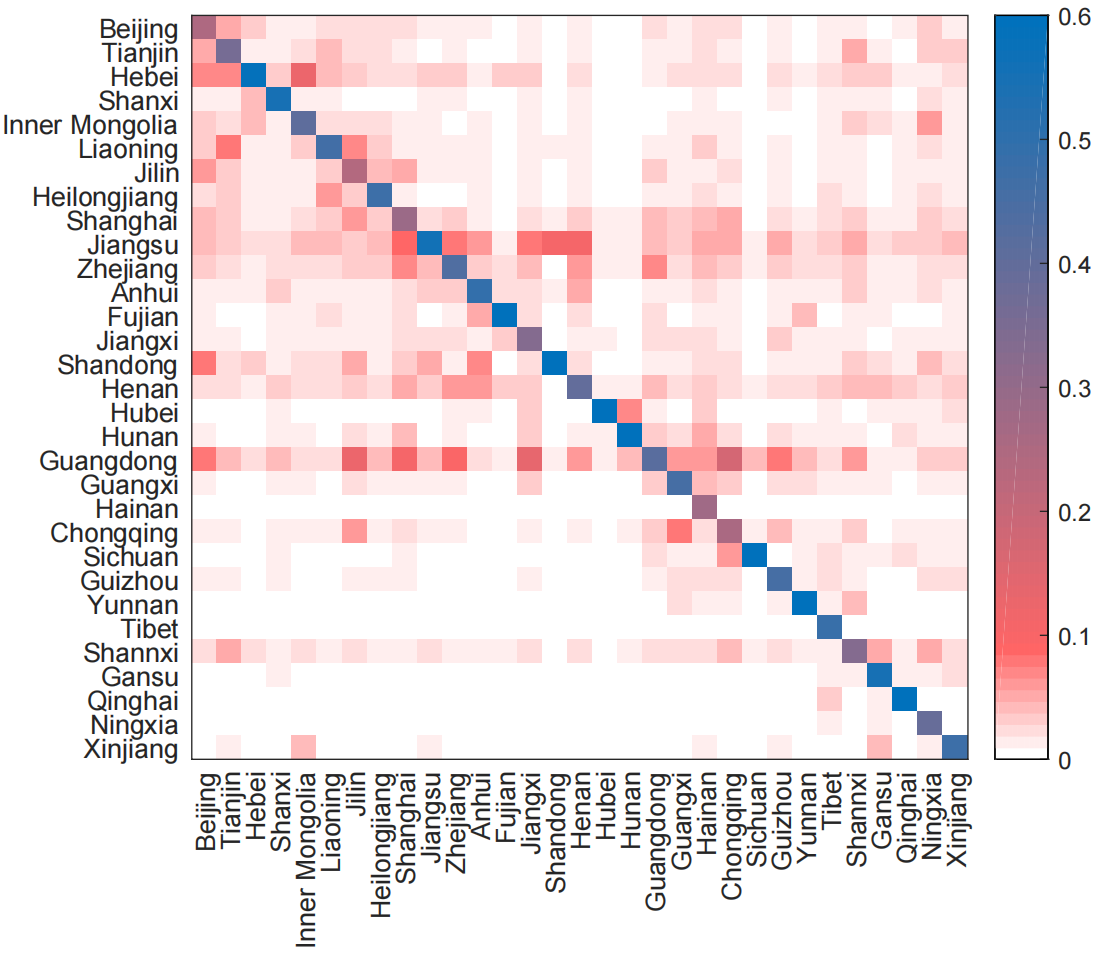 Beijing
Tianjin
Hebei
Shanxi
Inner Mongolia
Liaoning
Jilin
Heilongjiang
Shanghai
Jiangsu
Zhejiang
Anhui
Fujian
Jiangxi
Shandong
Henan
Hubei
Hunan
Guangdong
Guangxi
Hainan
Chongqing
Sichuan
Guizhou
Yunnan
Tibet
Shannxi
Gansu
Qinghai
Ningxia
Xinjiang
Beijing
Tianjin
Hebei
Shanxi
Inner Mongolia
Liaoning
Jilin
Heilongjiang
Shanghai
Jiangsu
Zhejiang
Anhui
Fujian
Jiangxi
Shandong
Henan
Hubei
Hunan
Guangdong
Guangxi
Hainan
Chongqing
Sichuan
Guizhou
Yunnan
Tibet
Shannxi
Gansu
Qinghai
Ningxia
Xinjiang
0.6
0.5
0.4
0.3
0.2
0.1
0